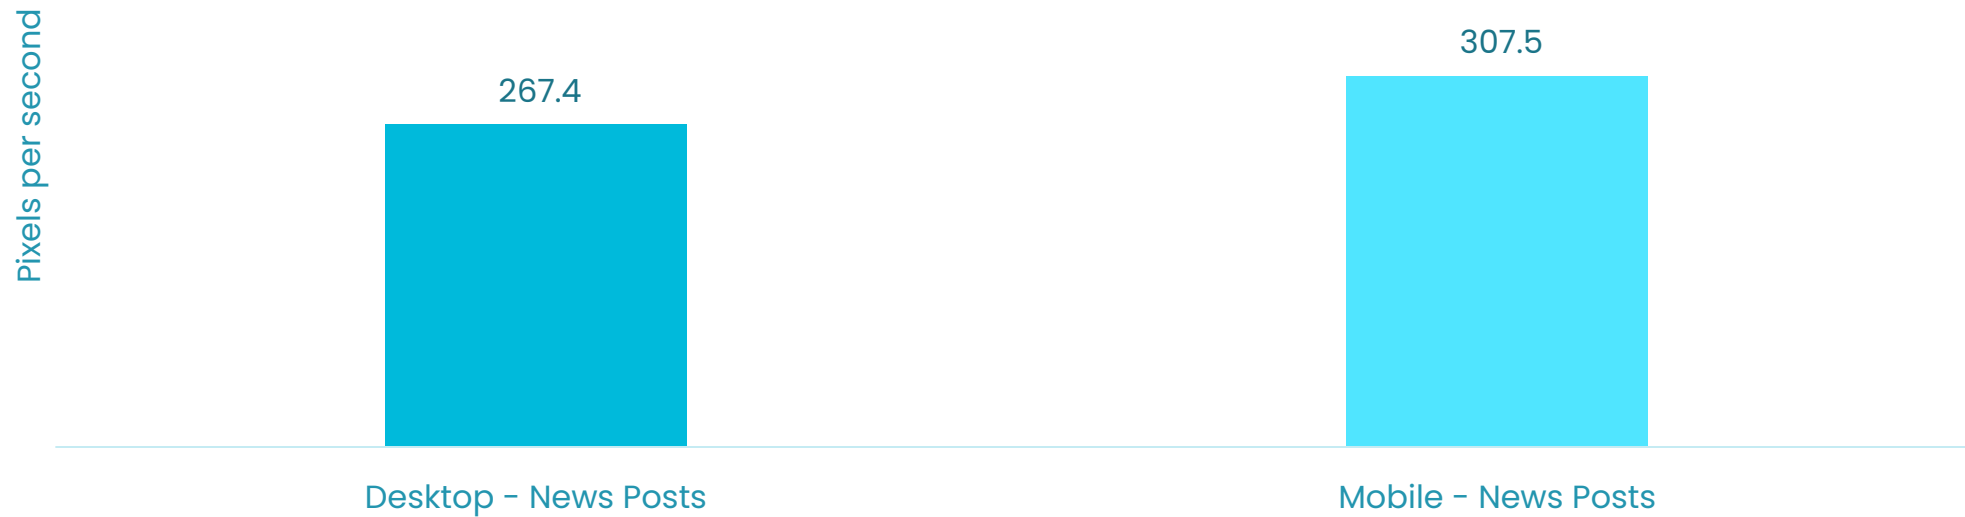 Pixels per second
267.4
307.5
Desktop - News Posts
Mobile - News Posts